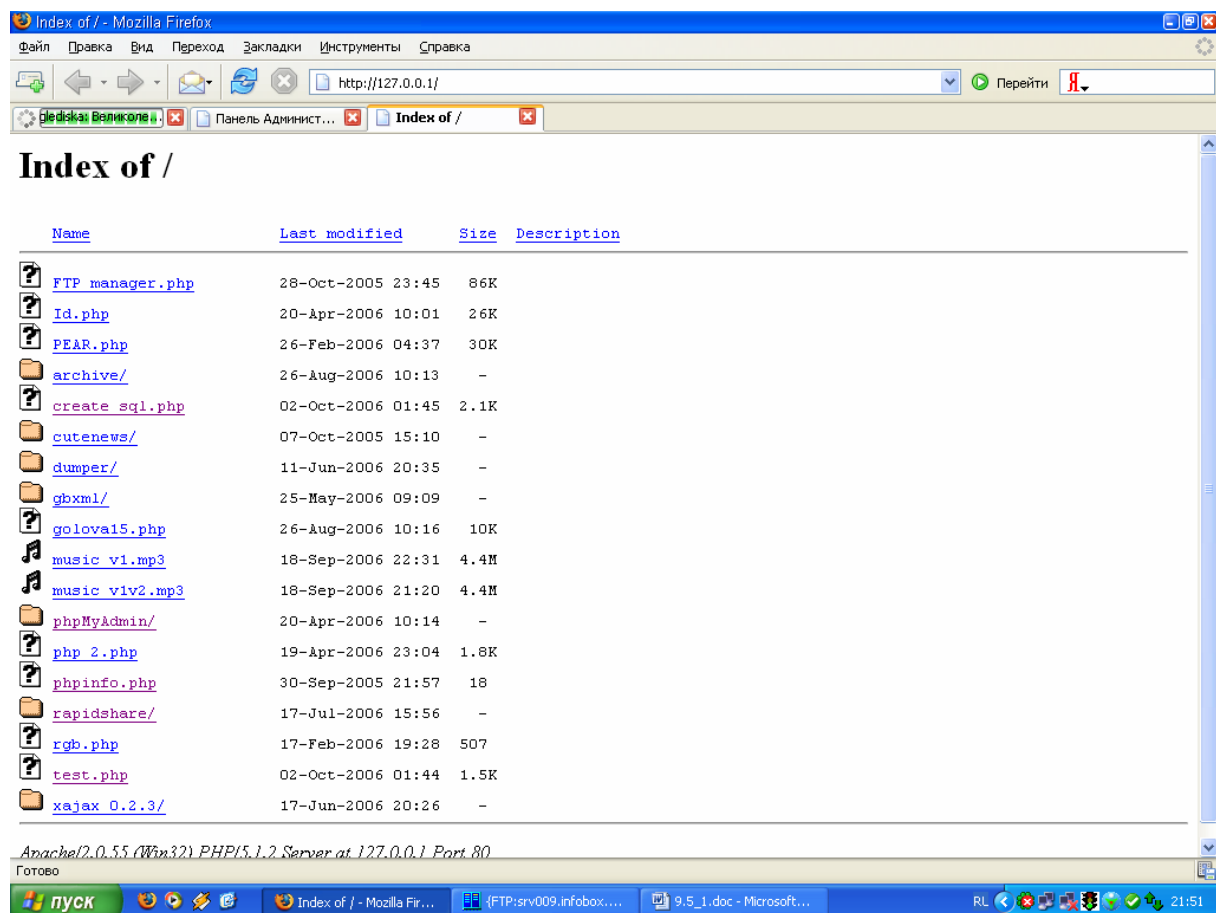 Index of / - Mozilla Firefox
Файл Правка Вид Переход Закладки Инструменты Справка
http://127.0.0.1/ Перейти Я
glediska: Великоле... Панель Админист... Index of /
Index of /
Name Last modified Size Description
FTP manager.php 28-Oct-2005 23:45 86K
Id.php 20-Apr-2006 10:01 26K
PEAR.php 26-Feb-2006 04:37 30K
archive/ 26-Aug-2006 10:13 -
create sql.php 02-Oct-2006 01:45 2.1K
cutenews/ 07-Oct-2005 15:10 -
dumper/ 11-Jun-2006 20:35 -
gbxml/ 25-May-2006 09:09 -
golova15.php 26-Aug-2006 10:16 10K
music v1.mp3 18-Sep-2006 22:31 4.4M
music v1v2.mp3 18-Sep-2006 21:20 4.4M
phpMyAdmin/ 20-Apr-2006 10:14 -
php 2.php 19-Apr-2006 23:04 1.8K
phpinfo.php 30-Sep-2005 21:57 18
rapidshare/ 17-Jul-2006 15:56 -
rgb.php 17-Feb-2006 19:28 507
test.php 02-Oct-2006 01:44 1.5K
xajax 0.2.3/ 17-Jun-2006 20:26 -
Apache/2.0.55 (Win32) PHP/5.1.2 Server at 127.0.0.1 Port 80
Готово
пуск Index of / - Mozilla Fir... {FTP:srv009.infobox.... 9.5_1.doc - Microsoft... RL 21:51